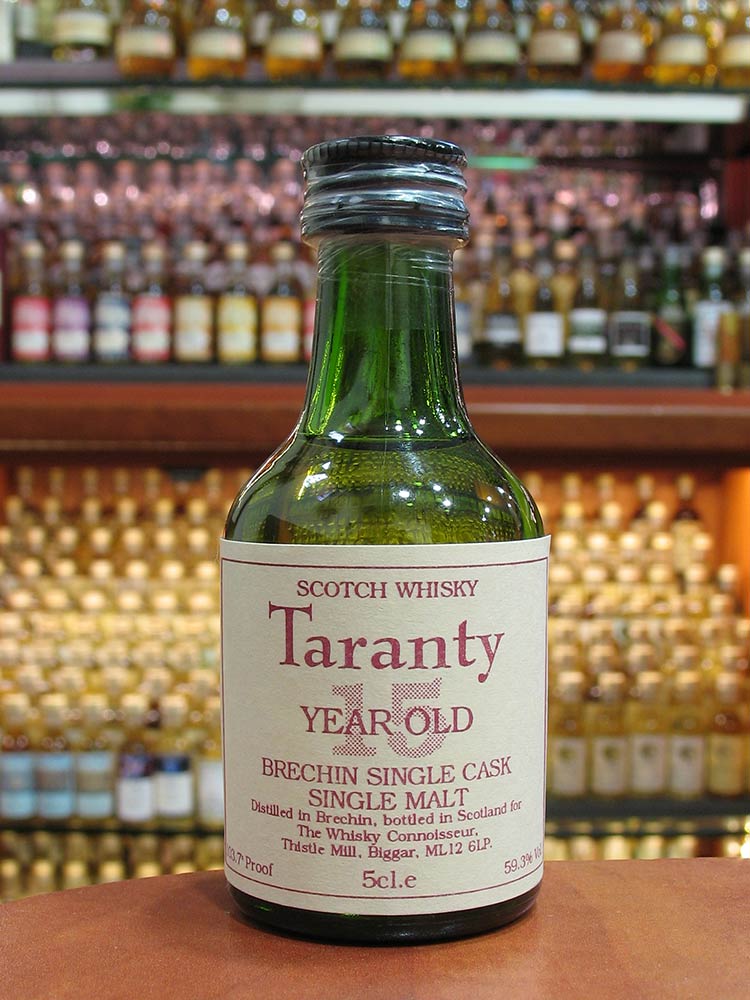 SCOTCH WHISKY
Taranty
15
YEAR OLD
BRECHIN SINGLE CASK
SINGLE MALT
Distilled in Brechin, bottled in Scotland for
The Whisky Connoisseur,
Thistle Mill, Biggar, ML12 6LP.
Proof
59.3% Vol
5cl.e